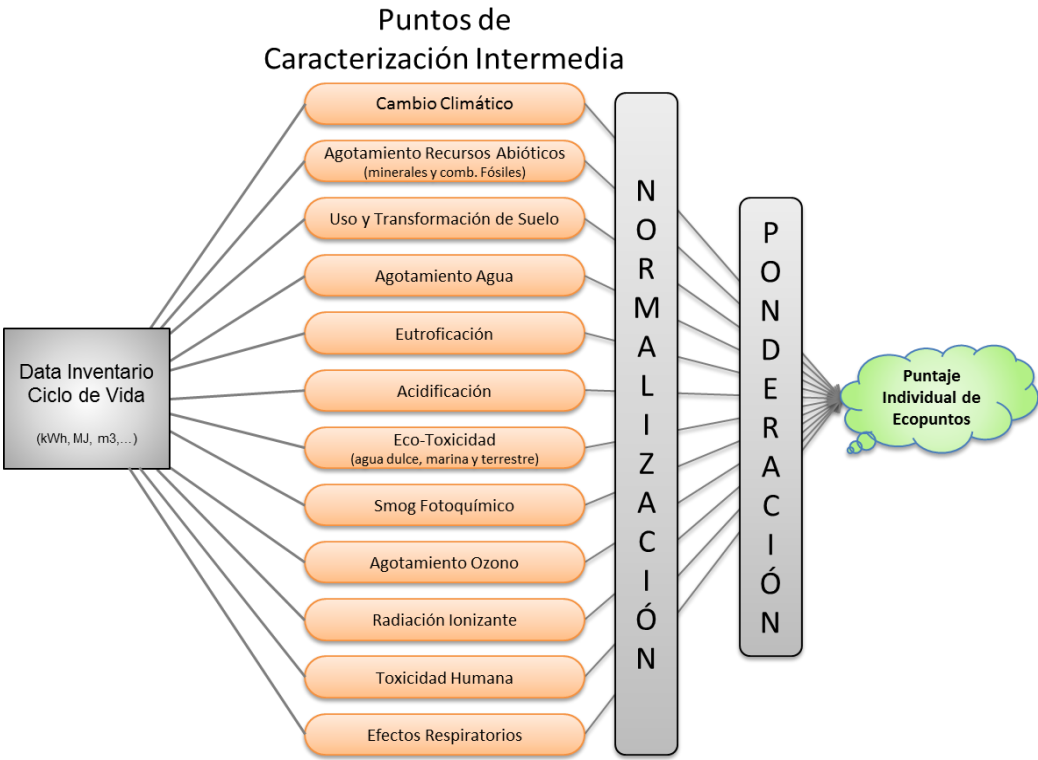 Puntos de
Caracterización Intermedia
Cambio Climático
Agotamiento Recursos Abióticos
(minerales y comb. Fósiles)
Uso y Transformación de Suelo
Agotamiento Agua
Eutroficación
Acidificación
Eco-Toxicidad
(agua dulce, marina y terrestre)
Smog Fotoquímico
Agotamiento Ozono
Radiación Ionizante
Toxicidad Humana
Efectos Respiratorios
Data Inventario
Ciclo de Vida
(kWh, MJ, m3,...)
NORMALIZACIÓN
PONDERACIÓN
Puntaje
Individual de
Ecopuntos